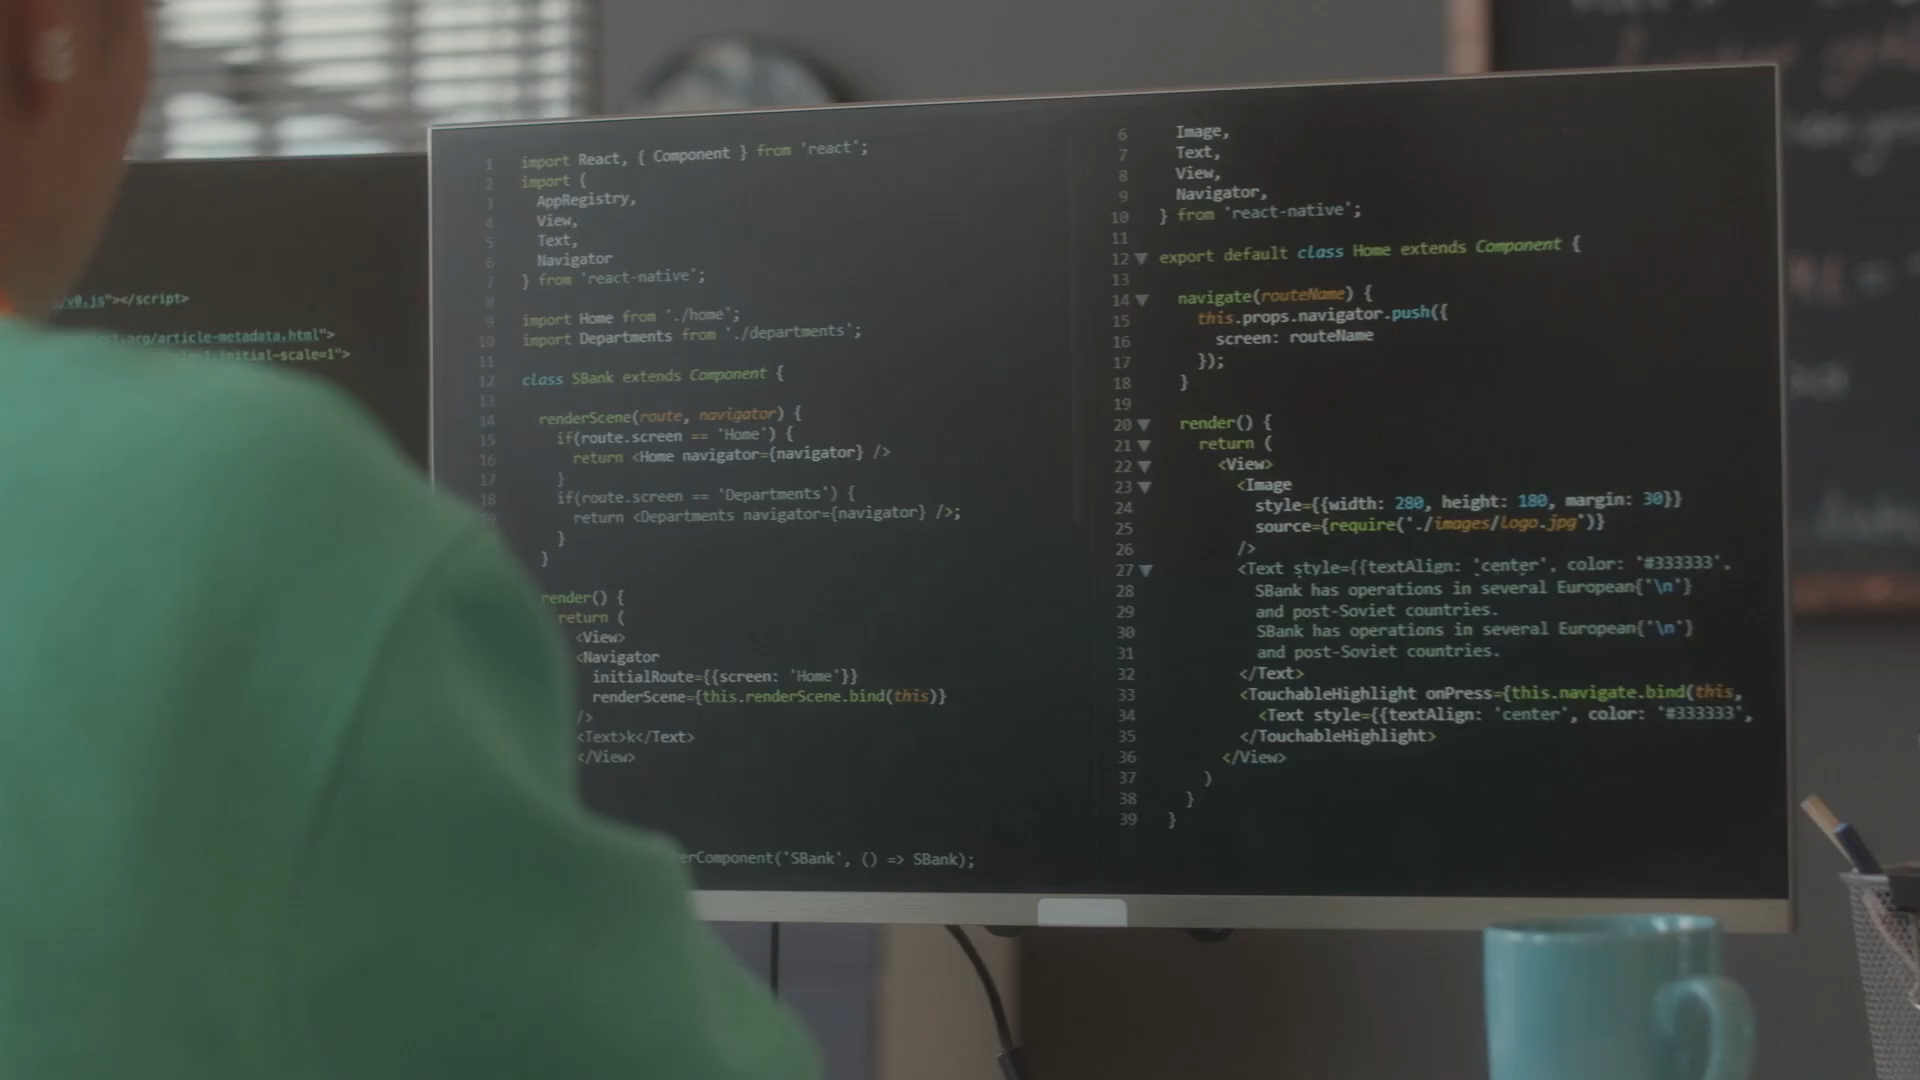 /v0.js"></script>
ject.org/article-metadata.html">
initial-scale=1">
1 import React, { Component } from 'react';
2 import {
3 AppRegistry,
4 View,
5 Text,
6 Navigator
7 } from 'react-native';
8
9 import Home from './home';
10 import Departments from './departments';
11
12 class SBank extends Component {
13
14 renderScene(route, navigator) {
15 if(route.screen == 'Home') {
16 return <Home navigator={navigator} />
17 }
18 if(route.screen == 'Departments') {
19 return <Departments navigator={navigator} />;
}
}
render() {
return (
<View>
<Navigator
initialRoute={{screen: 'Home'}}
renderScene={this.renderScene.bind(this)}
/>
<Text>k</Text>
</View>
erComponent('SBank', () => SBank);
6 Image,
7 Text,
8 View,
9 Navigator,
10 } from 'react-native';
11
12 export default class Home extends Component {
13
14 navigate(routeName) {
15 this.props.navigator.push({
16 screen: routeName
17 });
18 }
19
20 render() {
21 return (
22 <View>
23 <Image
24 style={{width: 280, height: 180, margin: 30}}
25 source={require('./images/logo.jpg')}
26 />
27 <Text style={{textAlign: 'center', color: '#333333',
28 SBank has operations in several European{'\n'}
29 and post-Soviet countries.
30 SBank has operations in several European{'\n'}
31 and post-Soviet countries.
32 </Text>
33 <TouchableHighlight onPress={this.navigate.bind(this,
34 <Text style={{textAlign: 'center', color: '#333333',
35 </TouchableHighlight>
36 </View>
37 )
38 }
39 }